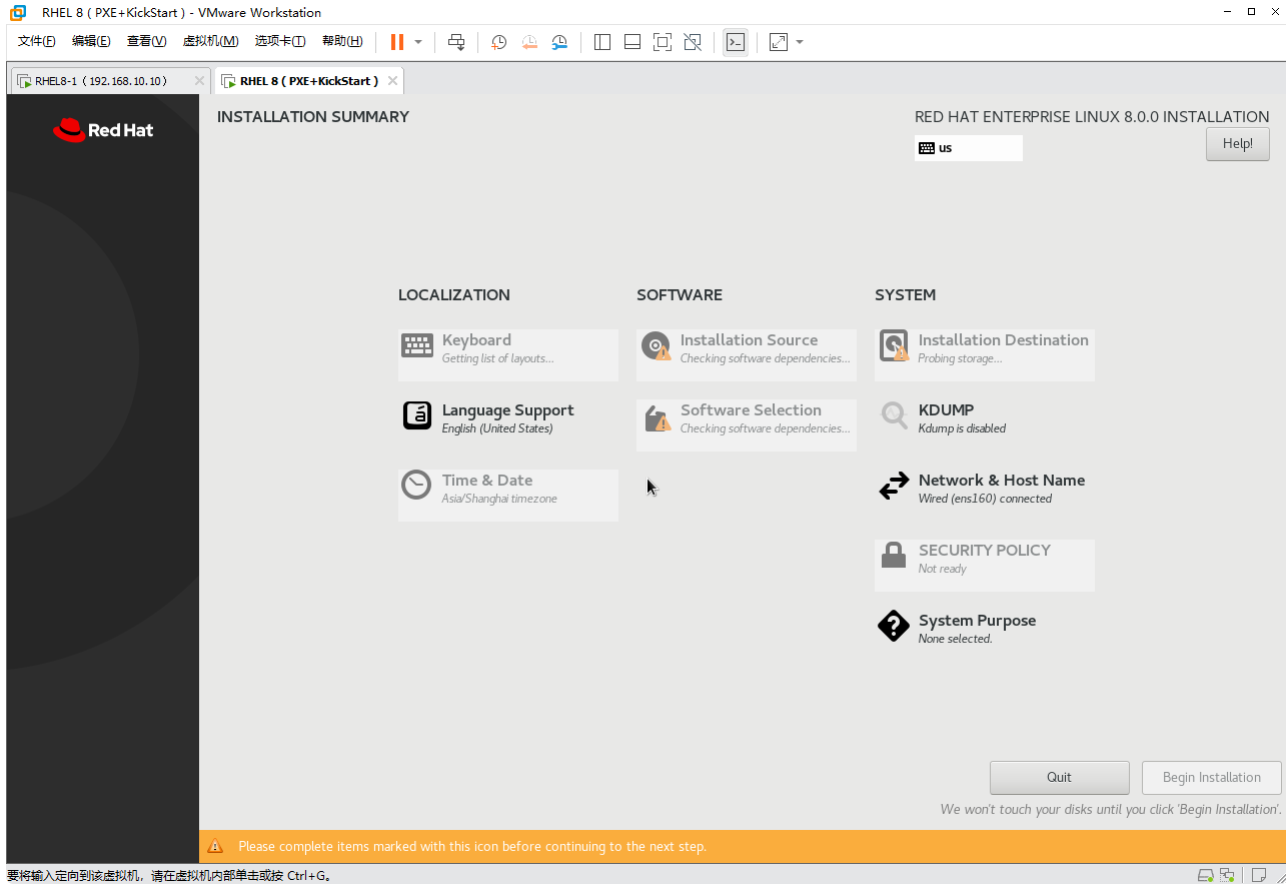 RHEL 8 ( PXE+KickStart ) - VMware Workstation
文件(F) 编辑(E) 查看(V) 虚拟机(M) 选项卡(T) 帮助(H)
RHEL8-1 ( 192.168.10.10)
RHEL 8 ( PXE+KickStart )
Red Hat
INSTALLATION SUMMARY
RED HAT ENTERPRISE LINUX 8.0.0 INSTALLATION
us
Help!
LOCALIZATION
Keyboard
Getting list of layouts...
Language Support
English (United States)
Time & Date
Asia/Shanghai timezone
SOFTWARE
Installation Source
Checking software dependencies...
Software Selection
Checking software dependencies...
SYSTEM
Installation Destination
Probing storage...
KDUMP
Kdump is disabled
Network & Host Name
Wired (ens160) connected
SECURITY POLICY
Not ready
System Purpose
None selected.
Quit
Begin Installation
We won't touch your disks until you click 'Begin Installation'.
Please complete items marked with this icon before continuing to the next step.
要将输入定向到该虚拟机，请在虚拟机内部单击或按 Ctrl+G。